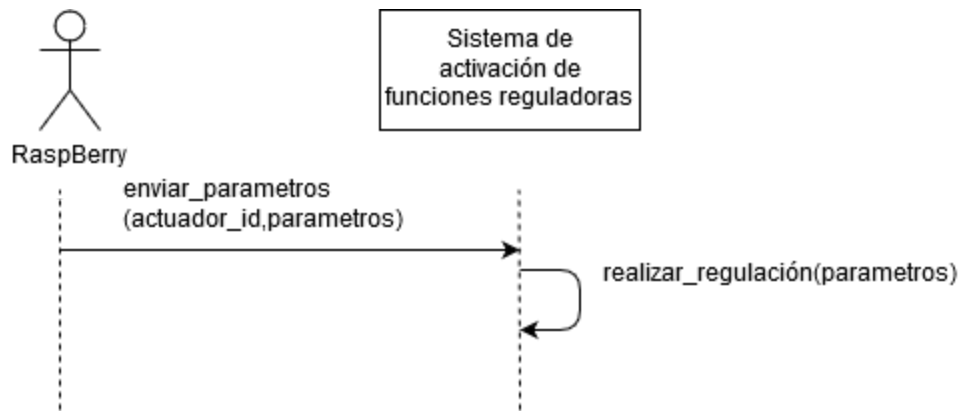 Sistema de
activación de
funciones reguladoras
RaspBerry
enviar_parametros
(actuador_id,parametros)
realizar_regulación(parametros)